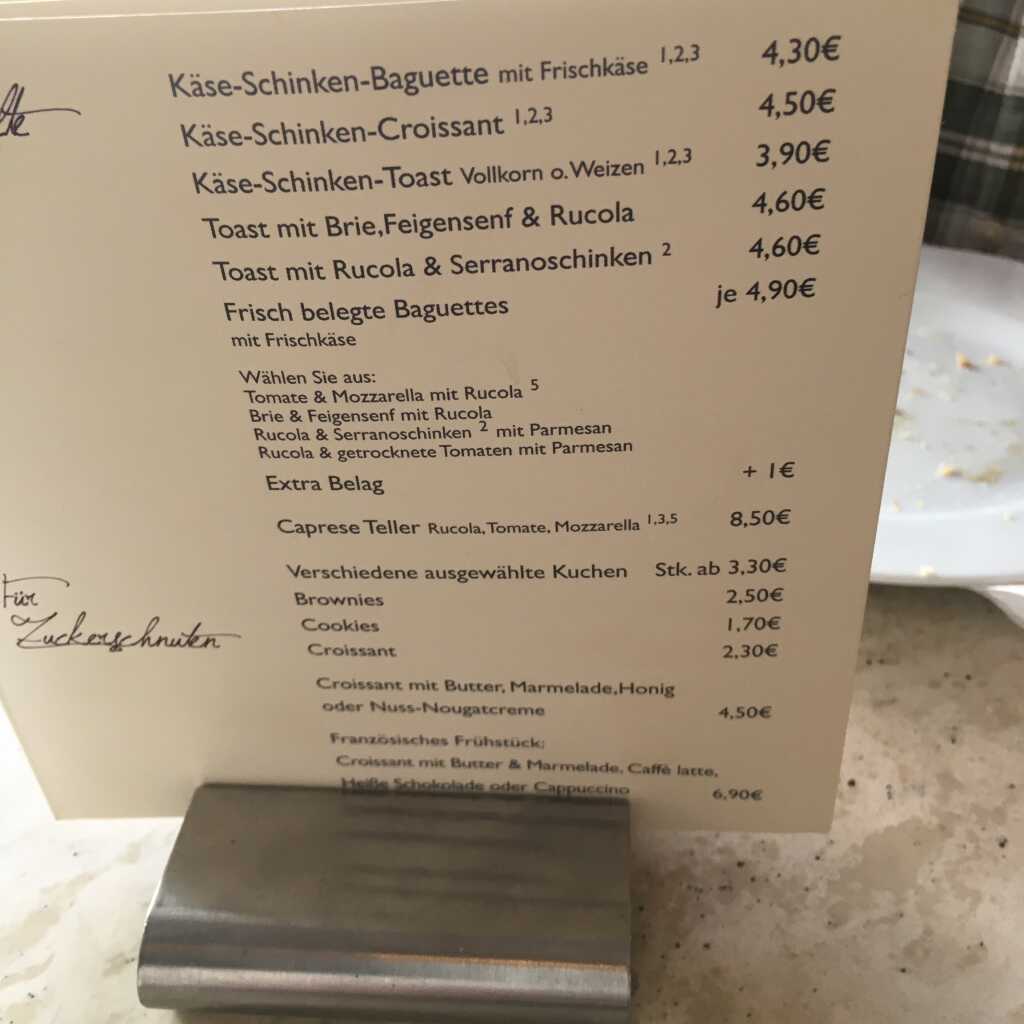 Käse-Schinken-Baguette mit Frischkäse 1,2,3 4,30€
Käse-Schinken-Croissant 1,2,3 4,50€
Käse-Schinken-Toast Vollkorn o. Weizen 1,2,3 3,90€
Toast mit Brie,Feigensenf & Rucola 4,60€
Toast mit Rucola & Serranoschinken 2 4,60€
Frisch belegte Baguettes je 4,90€
mit Frischkäse
Wählen Sie aus:
Tomate & Mozzarella mit Rucola 5
Brie & Feigensenf mit Rucola
Rucola & Serranoschinken 2 mit Parmesan
Rucola & getrocknete Tomaten mit Parmesan
Extra Belag + 1€
Caprese Teller Rucola, Tomate, Mozzarella 1,3,5 8,50€
Für
Zuckerschnuten
Verschiedene ausgewählte Kuchen Stk. ab 3,30€
Brownies 2,50€
Cookies 1,70€
Croissant 2,30€
Croissant mit Butter, Marmelade,Honig
oder Nuss-Nougatcreme 4,50€
Französisches Frühstück:
Croissant mit Butter & Marmelade, Caffè latte,
Heiße Schokolade oder Cappuccino 6,90€